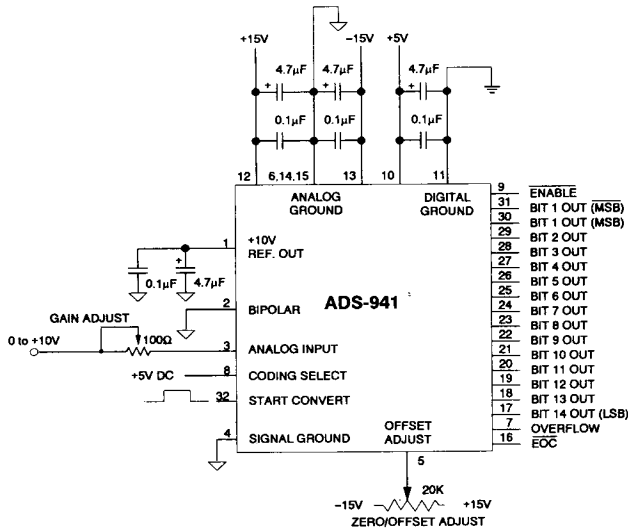 +15V −15V +5V
4.7µF 4.7µF 4.7µF
+ + +
0.1µF 0.1µF 0.1µF
12 6,14,15 13 10 11
ANALOG GROUND
DIGITAL GROUND
1 +10V REF. OUT
+
0.1µF 4.7µF
2 BIPOLAR
ADS-941
GAIN ADJUST
0 to +10V 100Ω 3 ANALOG INPUT
+5V DC 8 CODING SELECT
32 START CONVERT
4 SIGNAL GROUND
OFFSET ADJUST
5
20K
−15V +15V
ZERO/OFFSET ADJUST
9 ENABLE
31 BIT 1 OUT (MSB)
30 BIT 1 OUT (MSB)
29 BIT 2 OUT
28 BIT 3 OUT
27 BIT 4 OUT
26 BIT 5 OUT
25 BIT 6 OUT
24 BIT 7 OUT
23 BIT 8 OUT
22 BIT 9 OUT
21 BIT 10 OUT
20 BIT 11 OUT
19 BIT 12 OUT
18 BIT 13 OUT
17 BIT 14 OUT (LSB)
7 OVERFLOW
16 EOC